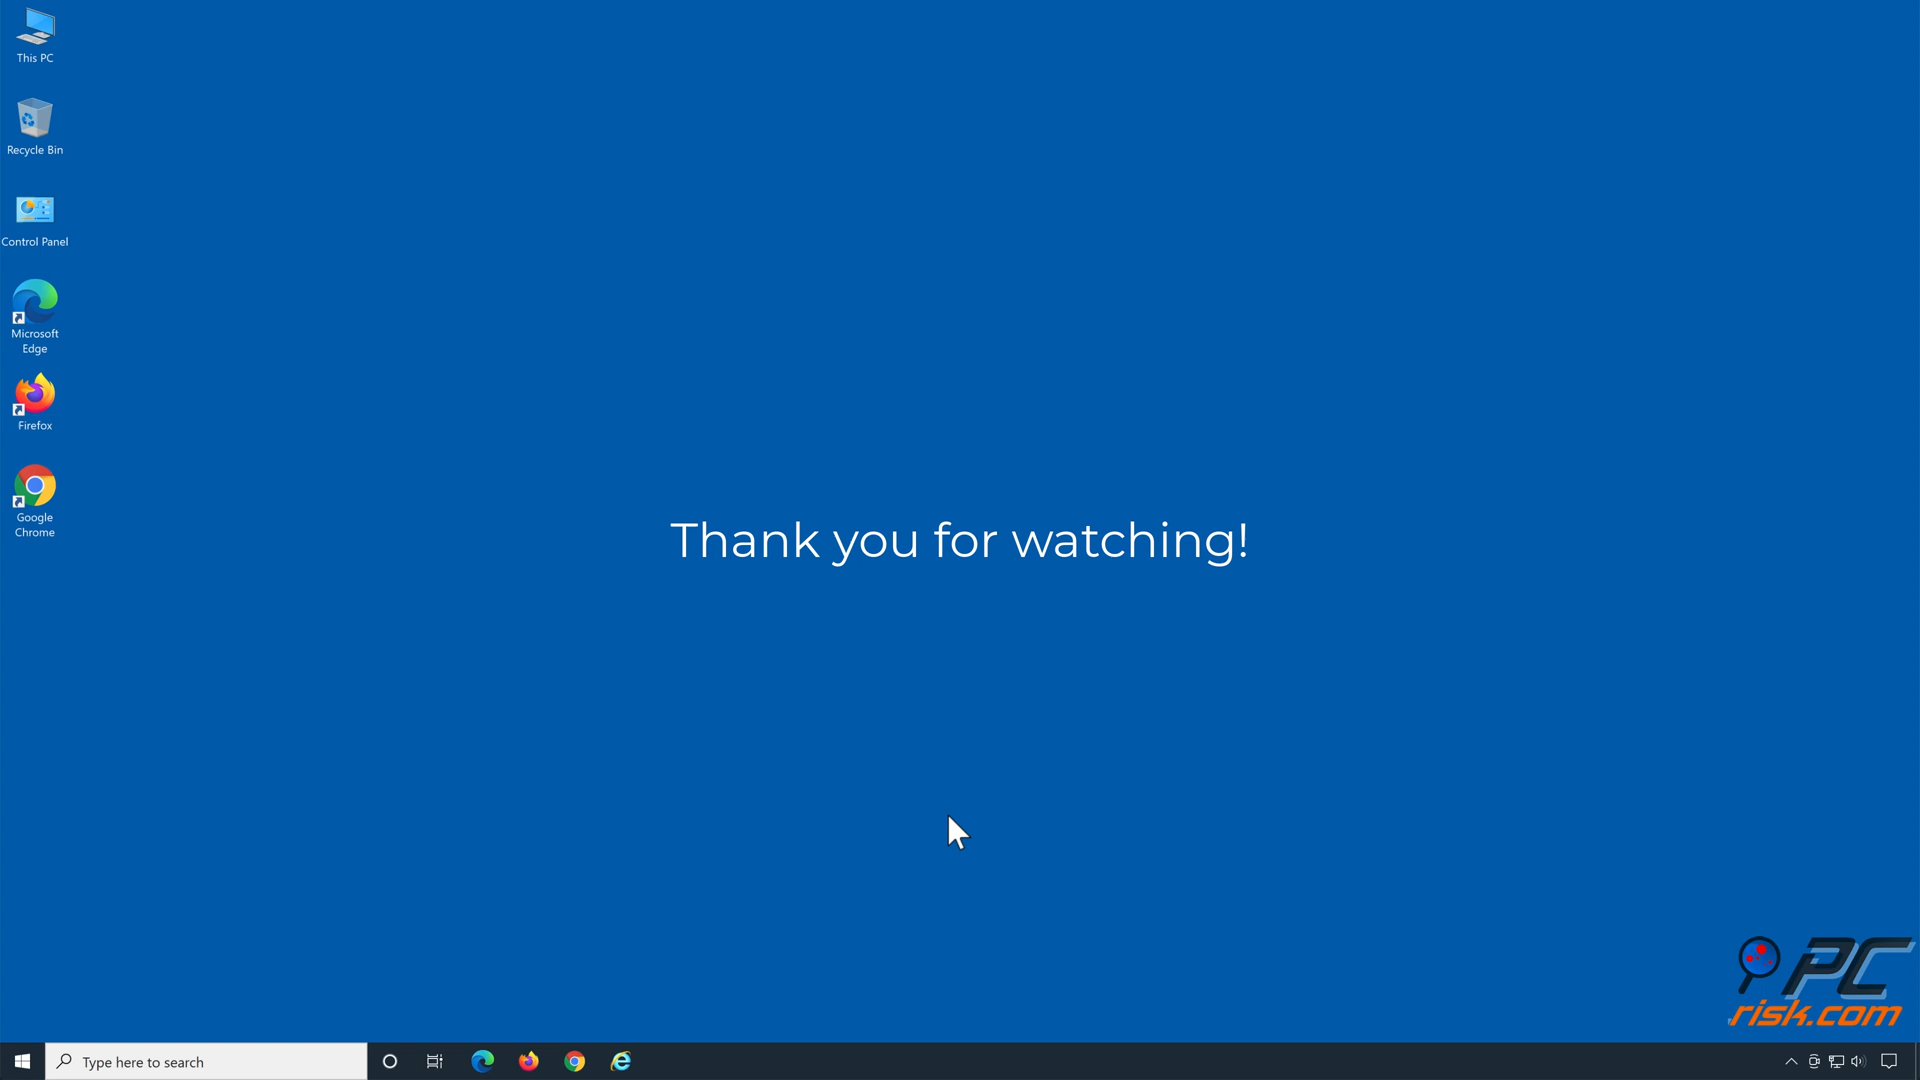 This PC
Recycle Bin
Control Panel
Microsoft
Edge
Firefox
Google
Chrome
Thank you for watching!
PC
risk.com
Type here to search